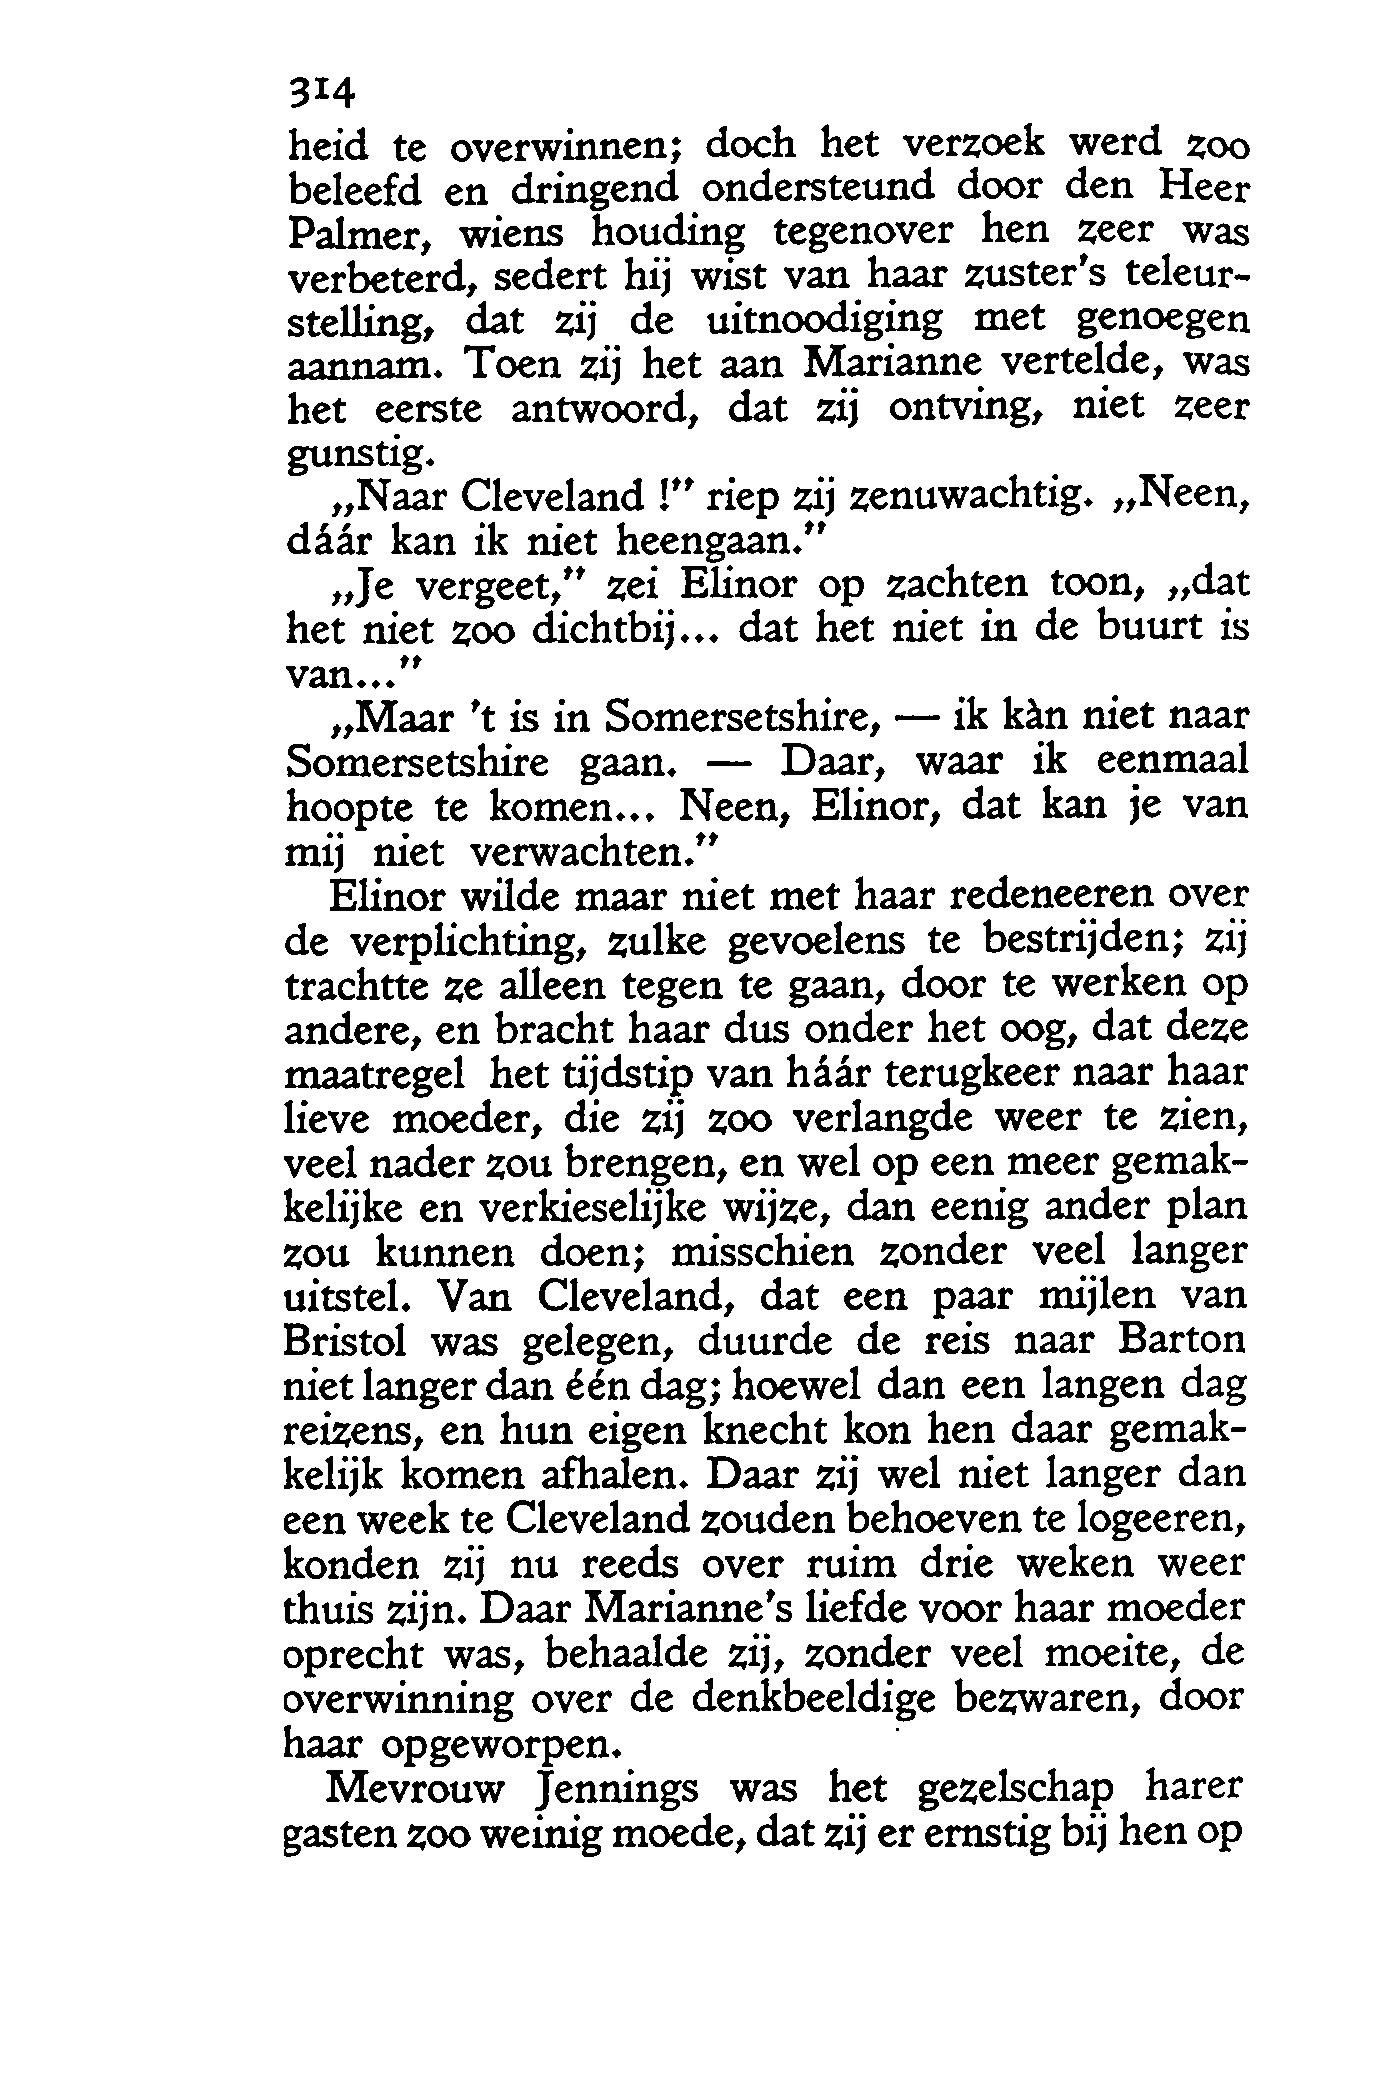 314
heid te overwinnen; doch het verzoek werd zoo
beleefd en dringend ondersteund door den Heer
Palmer, wiens houding tegenover hen zeer was
verbeterd, sedert hij wist van haar zuster's teleur-
stelling, dat zij de uitnoodiging met genoegen
aannam. Toen zij het aan Marianne vertelde, was
het eerste antwoord, dat zij ontving, niet zeer
gunstig.
„Naar Cleveland !" riep zij zenuwachtig. „Neen,
dáár kan ik niet heengaan."
„Je vergeet," zei Elinor op zachten toon, „dat
het niet zoo dichtbij... dat het niet in de buurt is
van..."
„Maar 't is in Somersetshire, — ik kàn niet naar
Somersetshire gaan. — Daar, waar ik eenmaal
hoopte te komen... Neen, Elinor, dat kan je van
mij niet verwachten."
Elinor wilde maar niet met haar redeneeren over
de verplichting, zulke gevoelens te bestrijden; zij
trachtte ze alleen tegen te gaan, door te werken op
andere, en bracht haar dus onder het oog, dat deze
maatregel het tijdstip van háár terugkeer naar haar
lieve moeder, die zij zoo verlangde weer te zien,
veel nader zou brengen, en wel op een meer gemak-
kelijke en verkieselijke wijze, dan eenig ander plan
zou kunnen doen; misschien zonder veel langer
uitstel. Van Cleveland, dat een paar mijlen van
Bristol was gelegen, duurde de reis naar Barton
niet langer dan één dag; hoewel dan een langen dag
reizens, en hun eigen knecht kon hen daar gemak-
kelijk komen afhalen. Daar zij wel niet langer dan
een week te Cleveland zouden behoeven te logeeren,
konden zij nu reeds over ruim drie weken weer
thuis zijn. Daar Marianne's liefde voor haar moeder
oprecht was, behaalde zij, zonder veel moeite, de
overwinning over de denkbeeldige bezwaren, door
haar opgeworpen.
Mevrouw Jennings was het gezelschap harer
gasten zoo weinig moede, dat zij er ernstig bij hen op